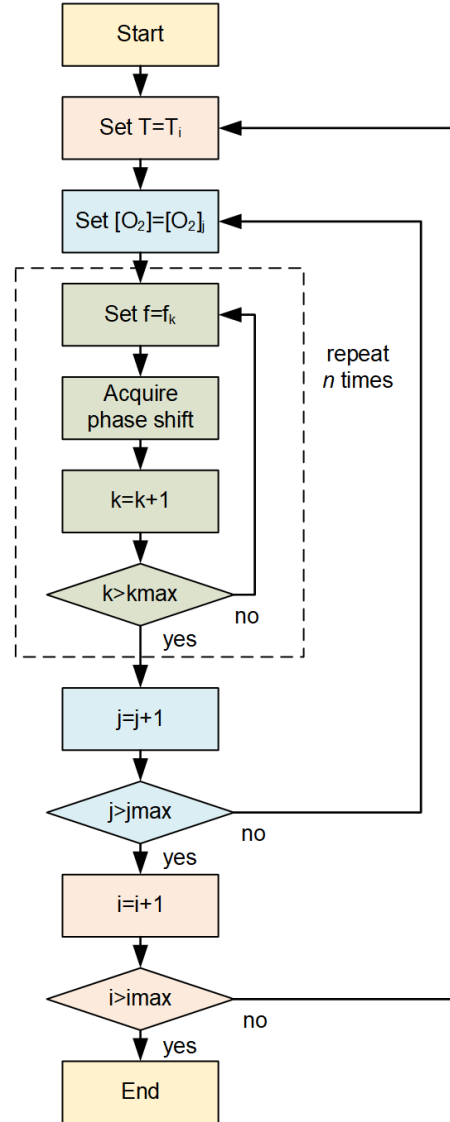 Start
Set T=Tᵢ
Set [O₂]=[O₂]ⱼ
Set f=fₖ
repeat
n times
Acquire
phase shift
k=k+1
k>kmax
no
yes
j=j+1
j>jmax
no
yes
i=i+1
i>imax
no
yes
End